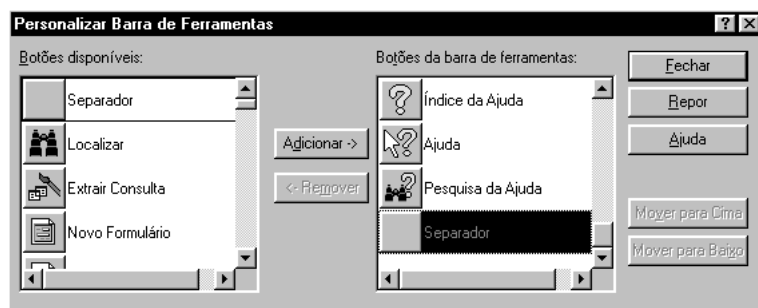 Personalizar Barra de Ferramentas
Botões disponíveis:
Separador
Localizar
Extrair Consulta
Novo Formulário
Adicionar ->
<- Remover
Botões da barra de ferramentas:
Índice da Ajuda
Ajuda
Pesquisa da Ajuda
Separador
Fechar
Repor
Ajuda
Mover para Cima
Mover para Baixo